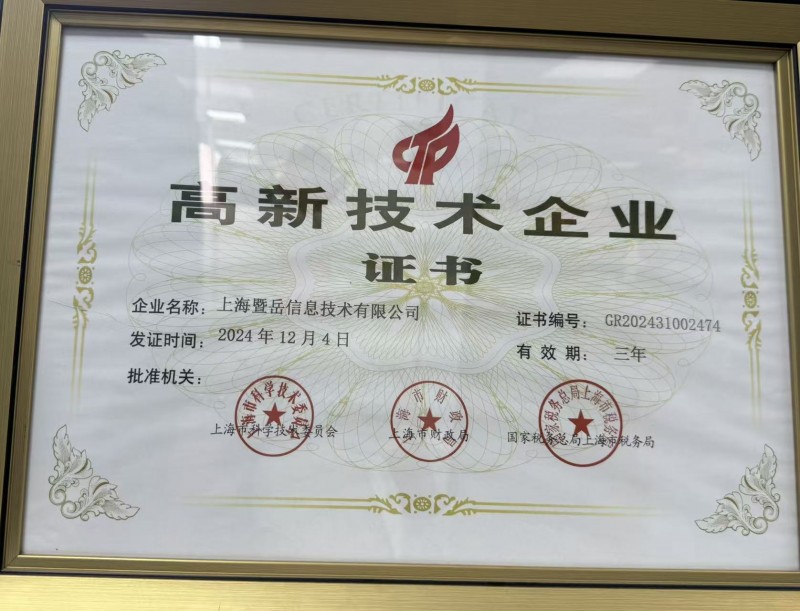 高新技术企业
证书
企业名称：上海暨岳信息技术有限公司
证书编号：GR202431002474
发证时间：2024年12月4日
有效期：三年
批准机关：
上海市科学技术委员会
上海市财政局
国家税务总局上海市税务局